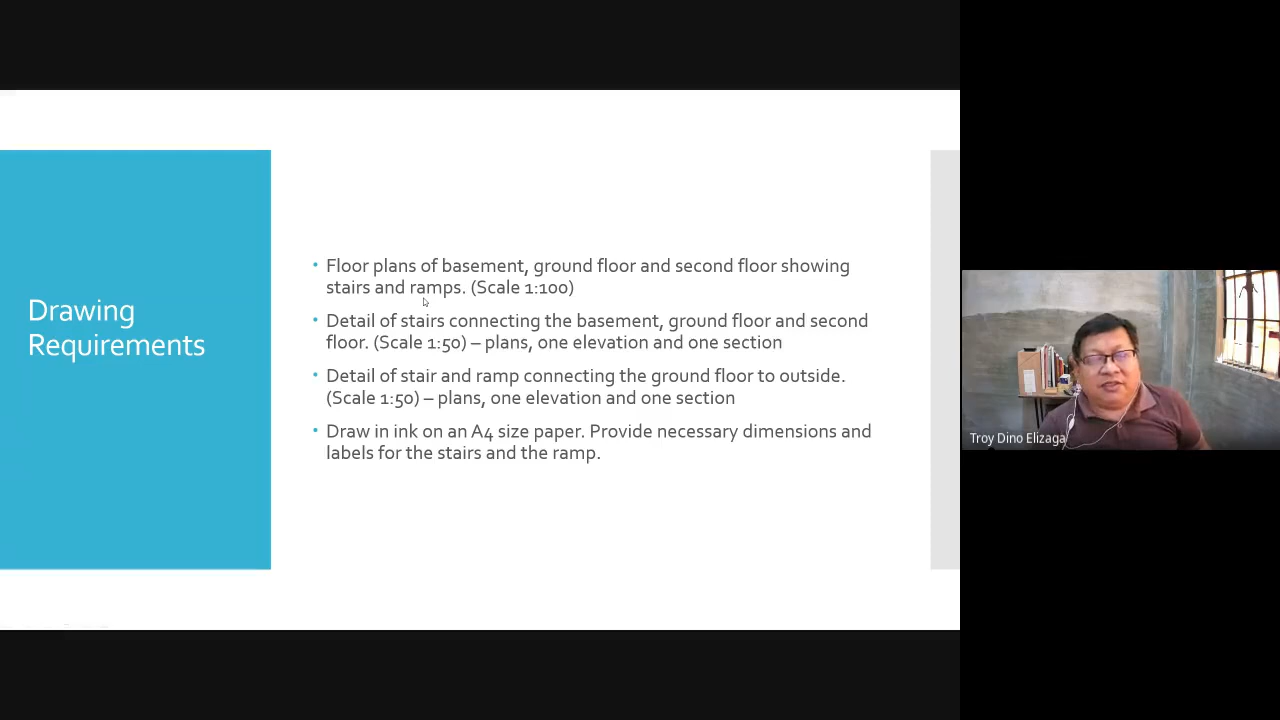 Drawing
Requirements
• Floor plans of basement, ground floor and second floor showing
stairs and ramps. (Scale 1:100)
• Detail of stairs connecting the basement, ground floor and second
floor. (Scale 1:50) – plans, one elevation and one section
• Detail of stair and ramp connecting the ground floor to outside.
(Scale 1:50) – plans, one elevation and one section
• Draw in ink on an A4 size paper. Provide necessary dimensions and
labels for the stairs and the ramp.
Troy Dino Elizaga